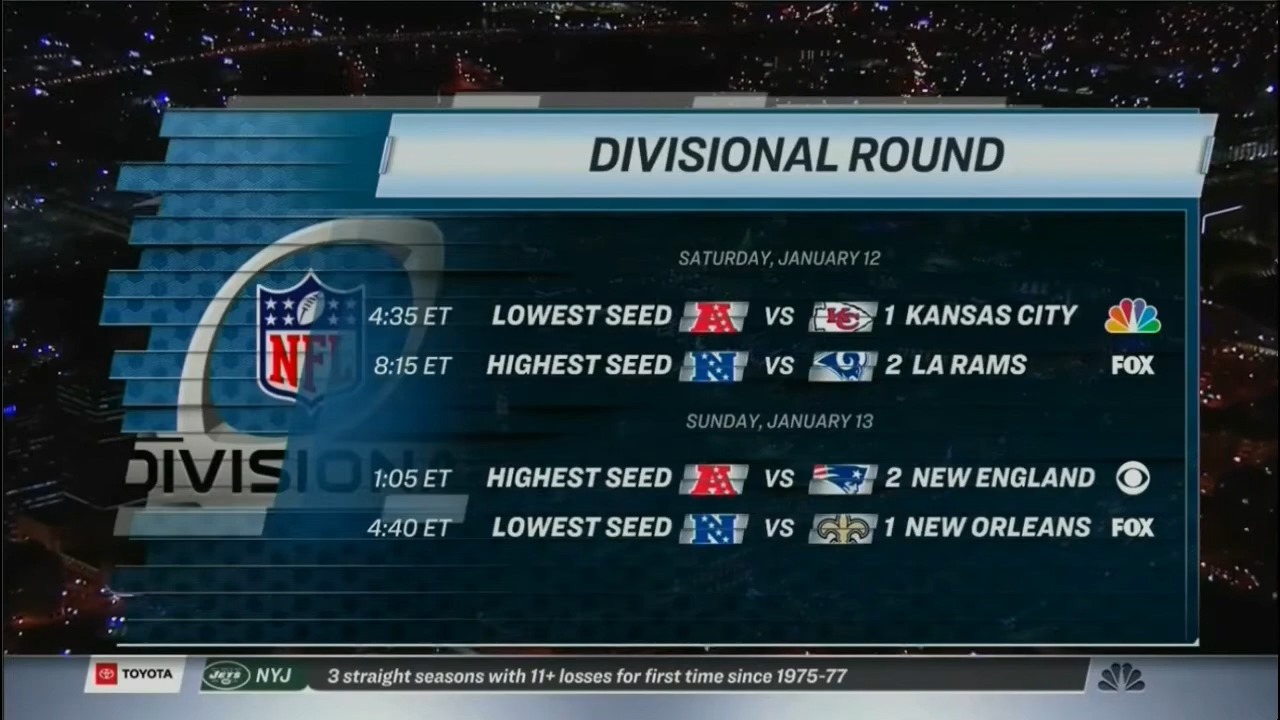 DIVISIONAL ROUND
SATURDAY, JANUARY 12
4:35 ET LOWEST SEED A VS KC 1 KANSAS CITY
8:15 ET HIGHEST SEED N VS 2 LA RAMS FOX
SUNDAY, JANUARY 13
1:05 ET HIGHEST SEED A VS 2 NEW ENGLAND
4:40 ET LOWEST SEED N VS 1 NEW ORLEANS FOX
NFL
DIVISIONA
TOYOTA JETS NYJ 3 straight seasons with 11+ losses for first time since 1975-77